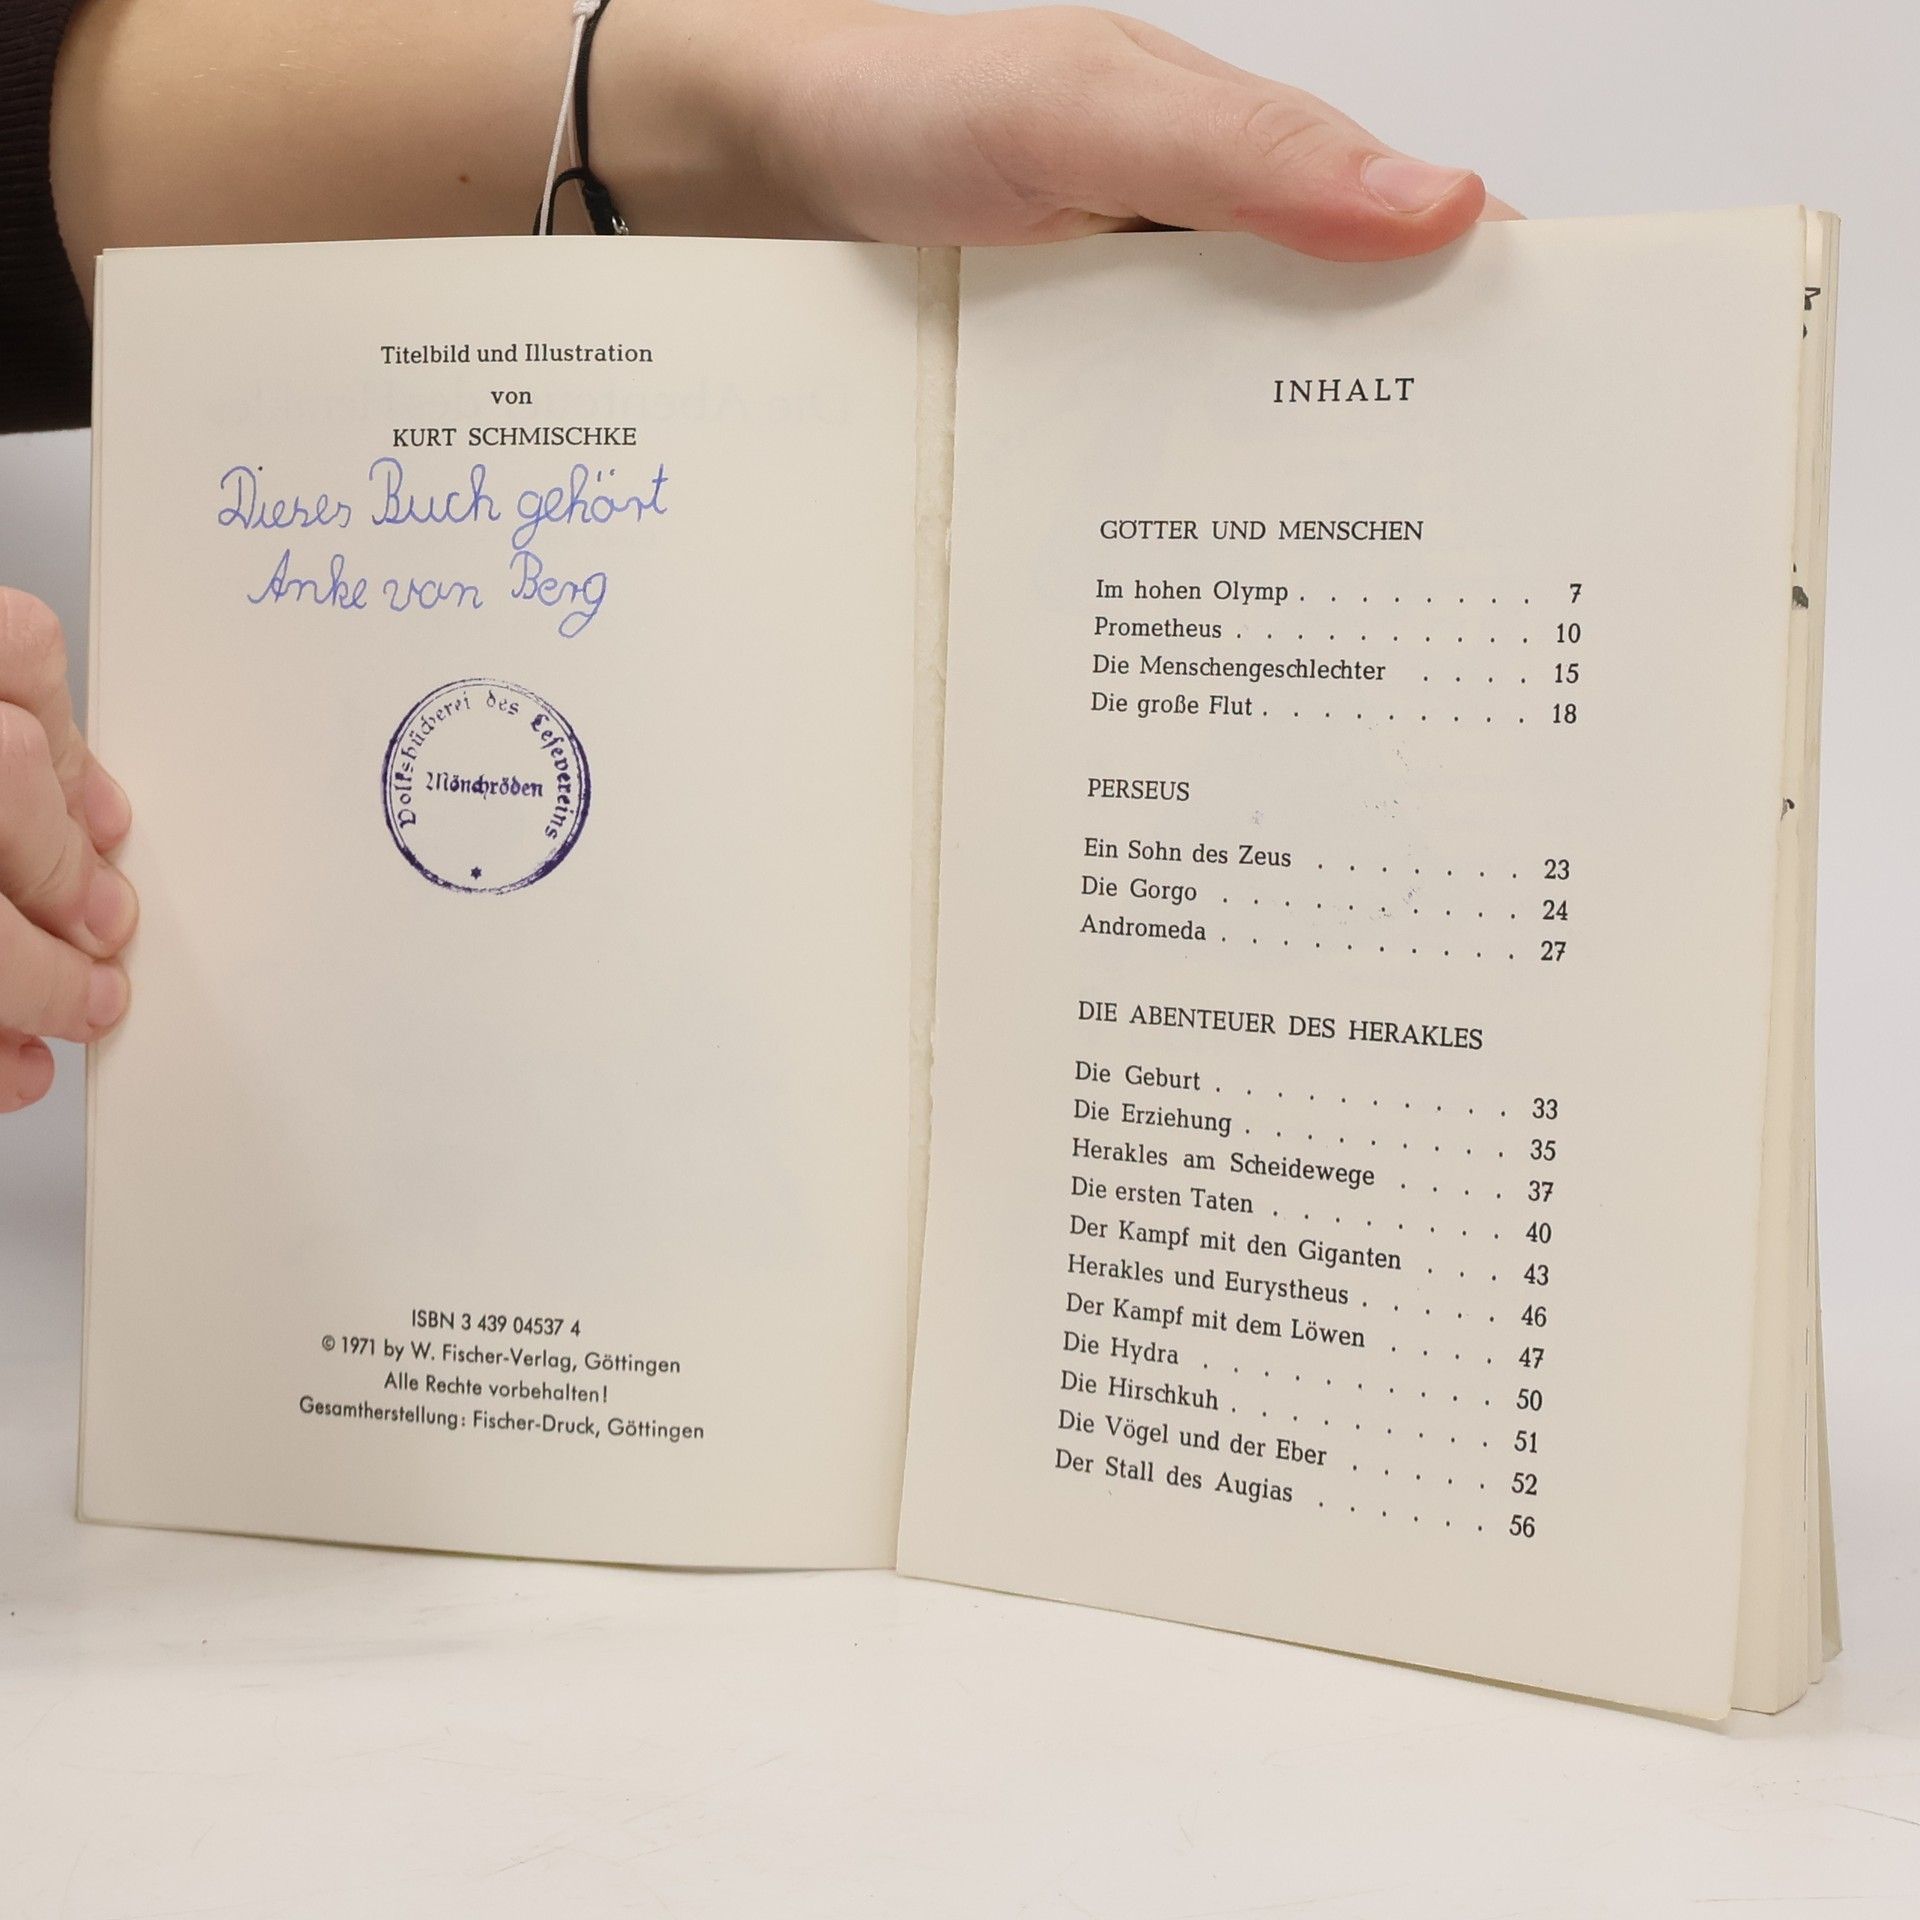 Titelbild und Illustration
von
KURT SCHMISCHKE
Dieses Buch gehört
Anke van Berg
Volksbücherei des Lesevereins
Mönchröden
ISBN 3 439 04537 4
© 1971 by W. Fischer-Verlag, Göttingen
Alle Rechte vorbehalten!
Gesamtherstellung: Fischer-Druck, Göttingen
INHALT
GÖTTER UND MENSCHEN
Im hohen Olymp . . . . . . . . 7
Prometheus . . . . . . . . . . 10
Die Menschengeschlechter . . . . 15
Die große Flut . . . . . . . . . 18
PERSEUS
Ein Sohn des Zeus . . . . . . . 23
Die Gorgo . . . . . . . . . . 24
Andromeda . . . . . . . . . . 27
DIE ABENTEUER DES HERAKLES
Die Geburt . . . . . . . . . . 33
Die Erziehung . . . . . . . . . 35
Herakles am Scheidewege . . . . 37
Die ersten Taten . . . . . . . . 40
Der Kampf mit den Giganten . . . 43
Herakles und Eurystheus . . . . . 46
Der Kampf mit dem Löwen . . . . 47
Die Hydra . . . . . . . . . . 50
Die Hirschkuh . . . . . . . . . 51
Die Vögel und der Eber . . . . . 52
Der Stall des Augias . . . . . . 56